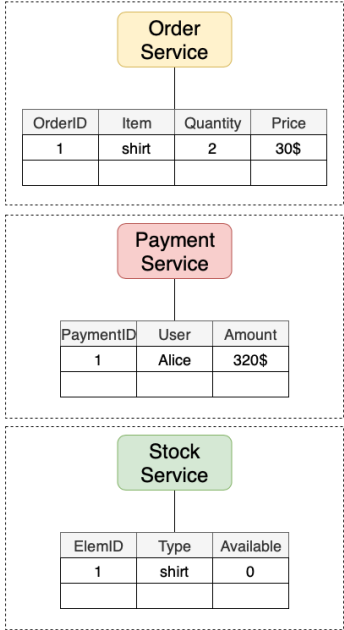 Order
Service
OrderID Item Quantity Price
1 shirt 2 30$
Payment
Service
PaymentID User Amount
1 Alice 320$
Stock
Service
ElemID Type Available
1 shirt 0